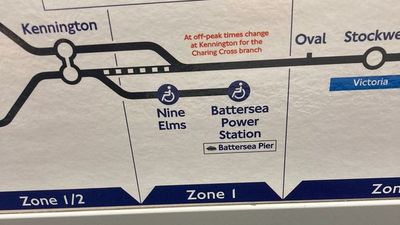 Kennington
At off-peak times change
at Kennington for the
Charing Cross branch
Oval
Stockwe
Victoria
Nine
Elms
Battersea
Power
Station
Battersea Pier
Zone 1/2
Zone 1
Zon